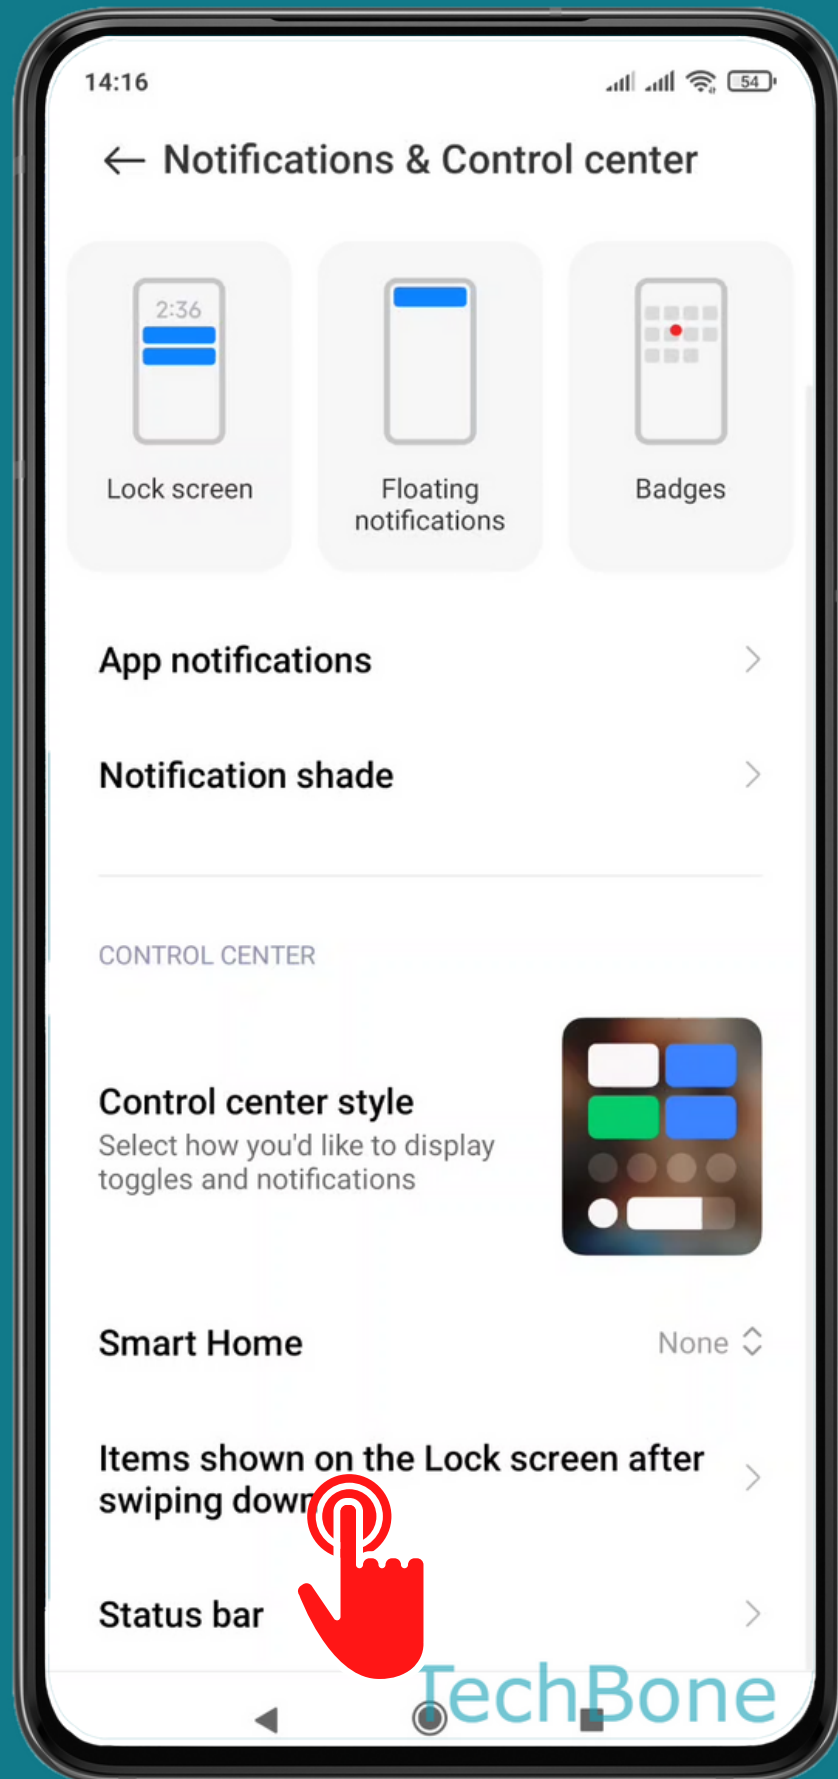 14:16
54
Notifications & Control center
2:36
Lock screen
Floating
notifications
Badges
App notifications
Notification shade
CONTROL CENTER
Control center style
Select how you'd like to display
toggles and notifications
Smart Home
None
Items shown on the Lock screen after
swiping down
Status bar
TechBone